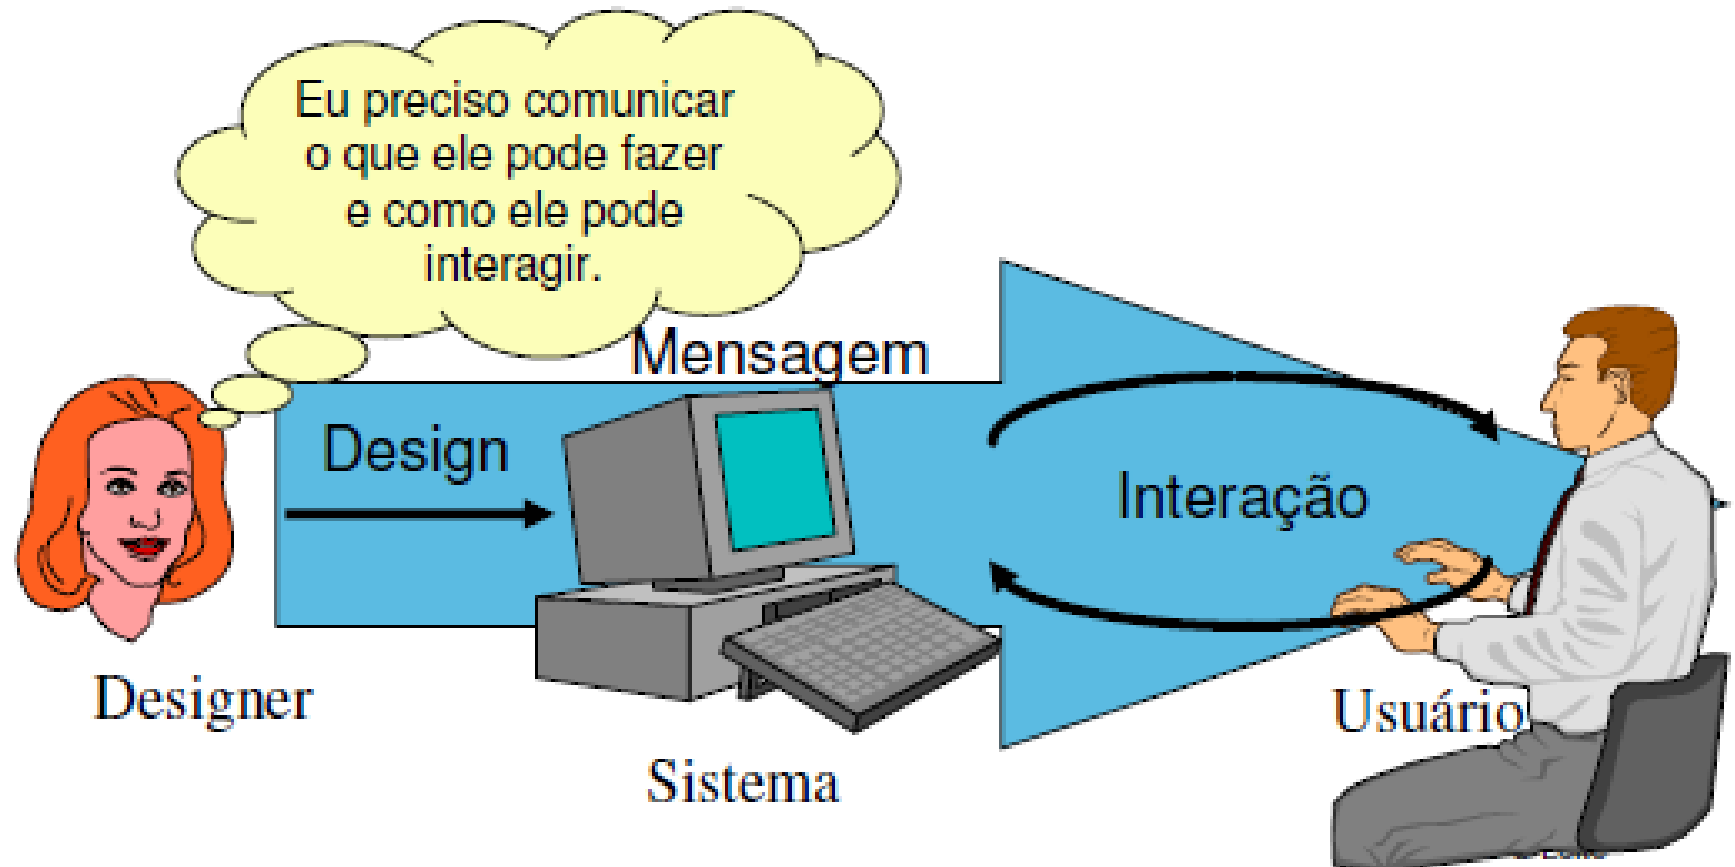 Eu preciso comunicar
o que ele pode fazer
e como ele pode
interagir.
Mensagem
Design
Interação
Designer
Usuário
Sistema